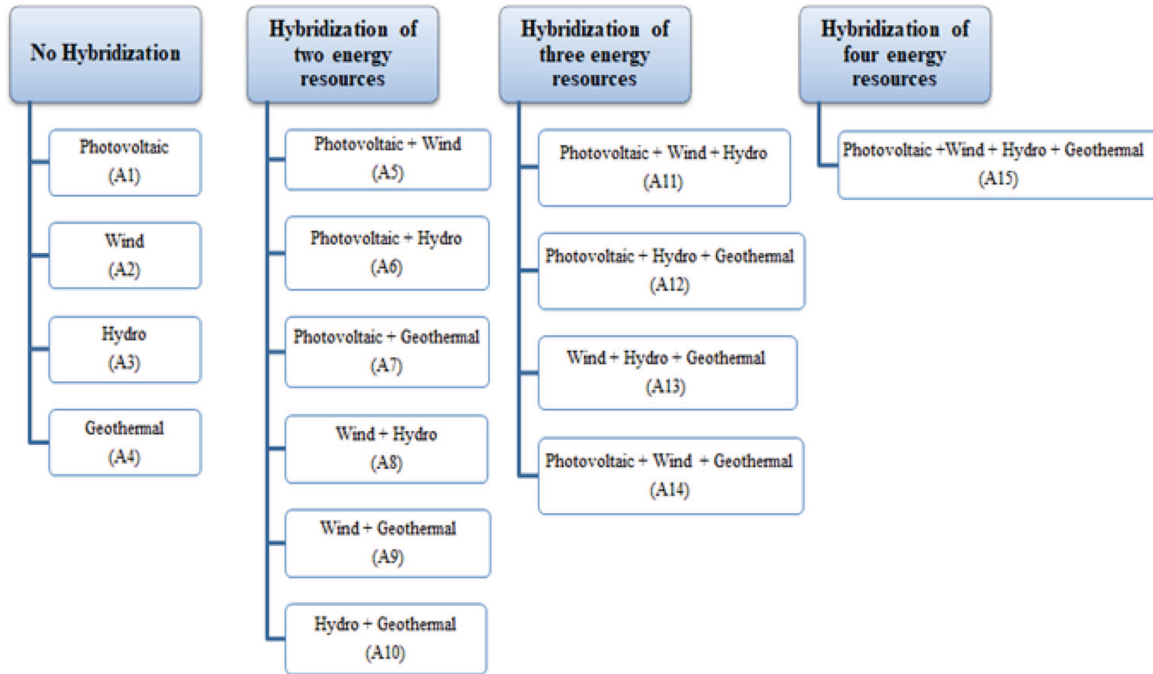 No Hybridization
Photovoltaic
(A1)
Wind
(A2)
Hydro
(A3)
Geothermal
(A4)
Hybridization of
two energy
resources
Photovoltaic + Wind
(A5)
Photovoltaic + Hydro
(A6)
Photovoltaic + Geothermal
(A7)
Wind + Hydro
(A8)
Wind + Geothermal
(A9)
Hydro + Geothermal
(A10)
Hybridization of
three energy
resources
Photovoltaic + Wind + Hydro
(A11)
Photovoltaic + Hydro + Geothermal
(A12)
Wind + Hydro + Geothermal
(A13)
Photovoltaic + Wind + Geothermal
(A14)
Hybridization of
four energy
resources
Photovoltaic +Wind + Hydro + Geothermal
(A15)